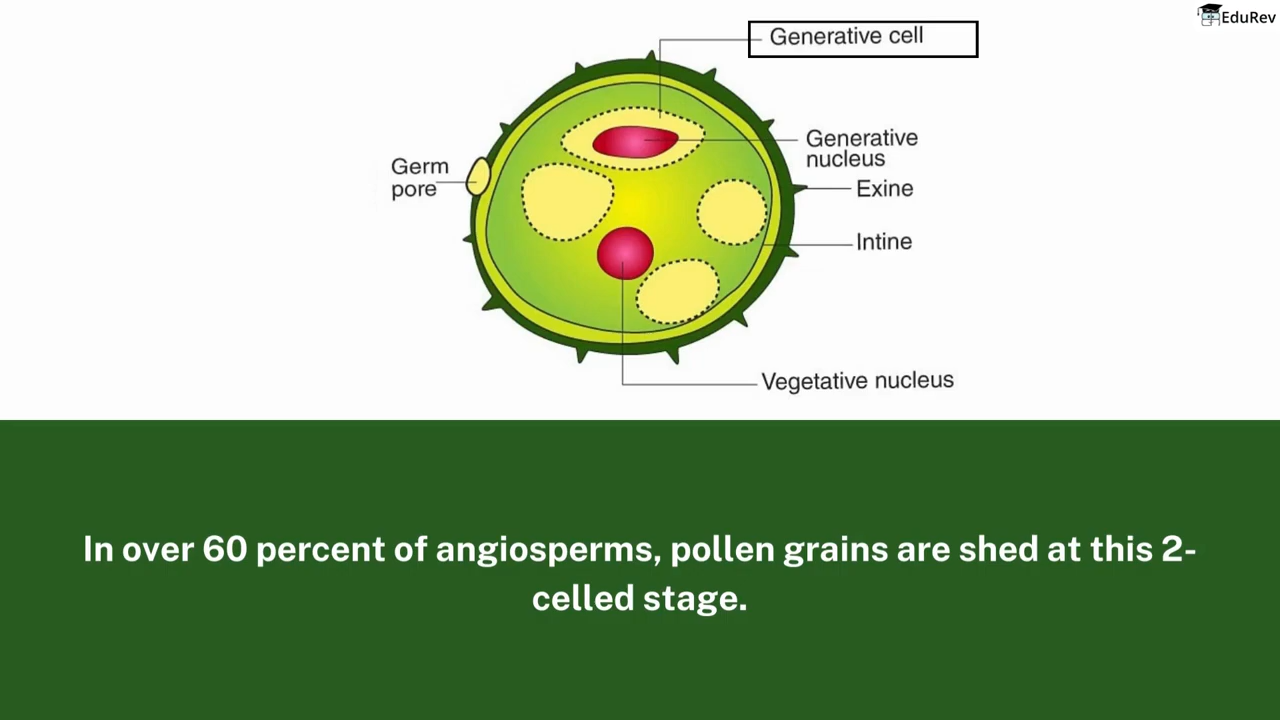 EduRev
Generative cell
Generative
nucleus
Germ
pore
Exine
Intine
Vegetative nucleus
In over 60 percent of angiosperms, pollen grains are shed at this 2-
celled stage.